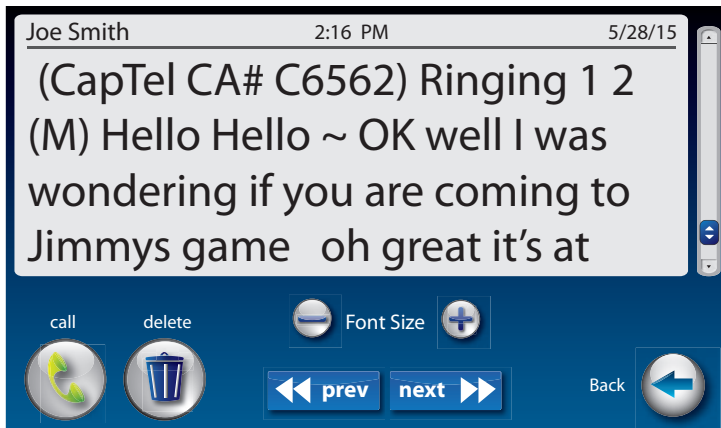 Joe Smith 2:16 PM 5/28/15
(CapTel CA# C6562) Ringing 1 2
(M) Hello Hello ~ OK well I was
wondering if you are coming to
Jimmys game oh great it's at
call delete Font Size
prev next Back